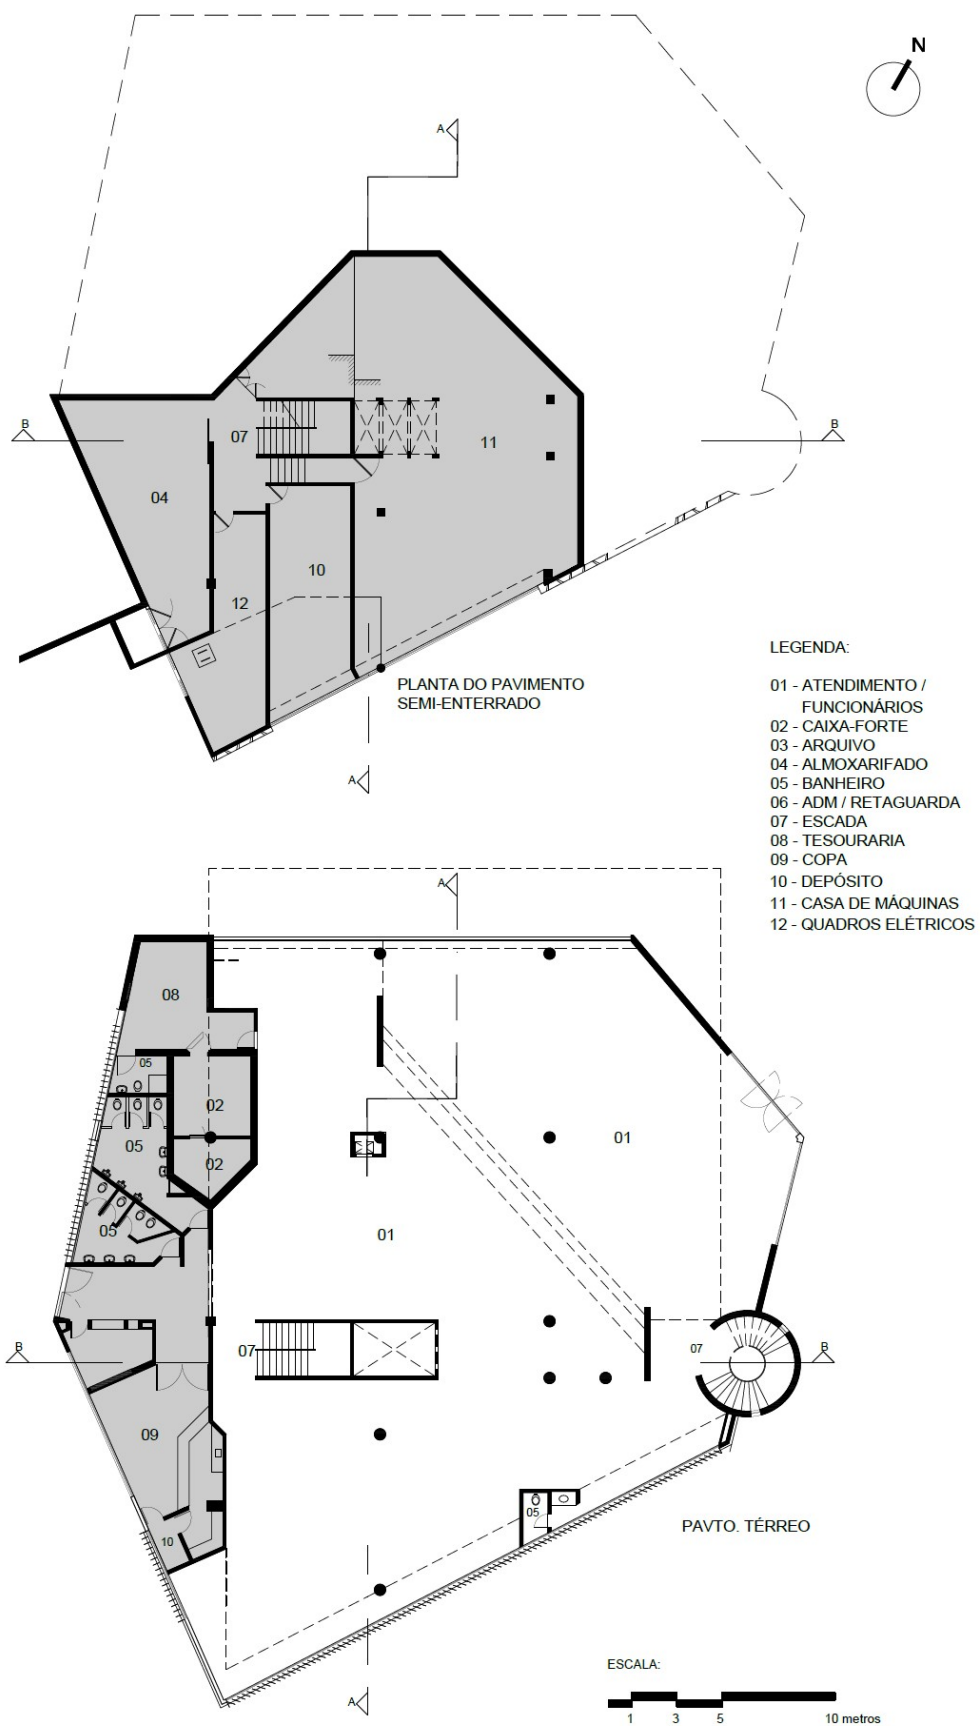 N
A
B
B
07
11
04
10
12
PLANTA DO PAVIMENTO
SEMI-ENTERRADO
A
LEGENDA:
01 - ATENDIMENTO /
FUNCIONÁRIOS
02 - CAIXA-FORTE
03 - ARQUIVO
04 - ALMOXARIFADO
05 - BANHEIRO
06 - ADM / RETAGUARDA
07 - ESCADA
08 - TESOURARIA
09 - COPA
10 - DEPÓSITO
11 - CASA DE MÁQUINAS
12 - QUADROS ELÉTRICOS
A
08
05
02
01
05
02
05
01
B
07
07
B
09
05
10
PAVTO. TÉRREO
A
ESCALA:
1 3 5 10 metros